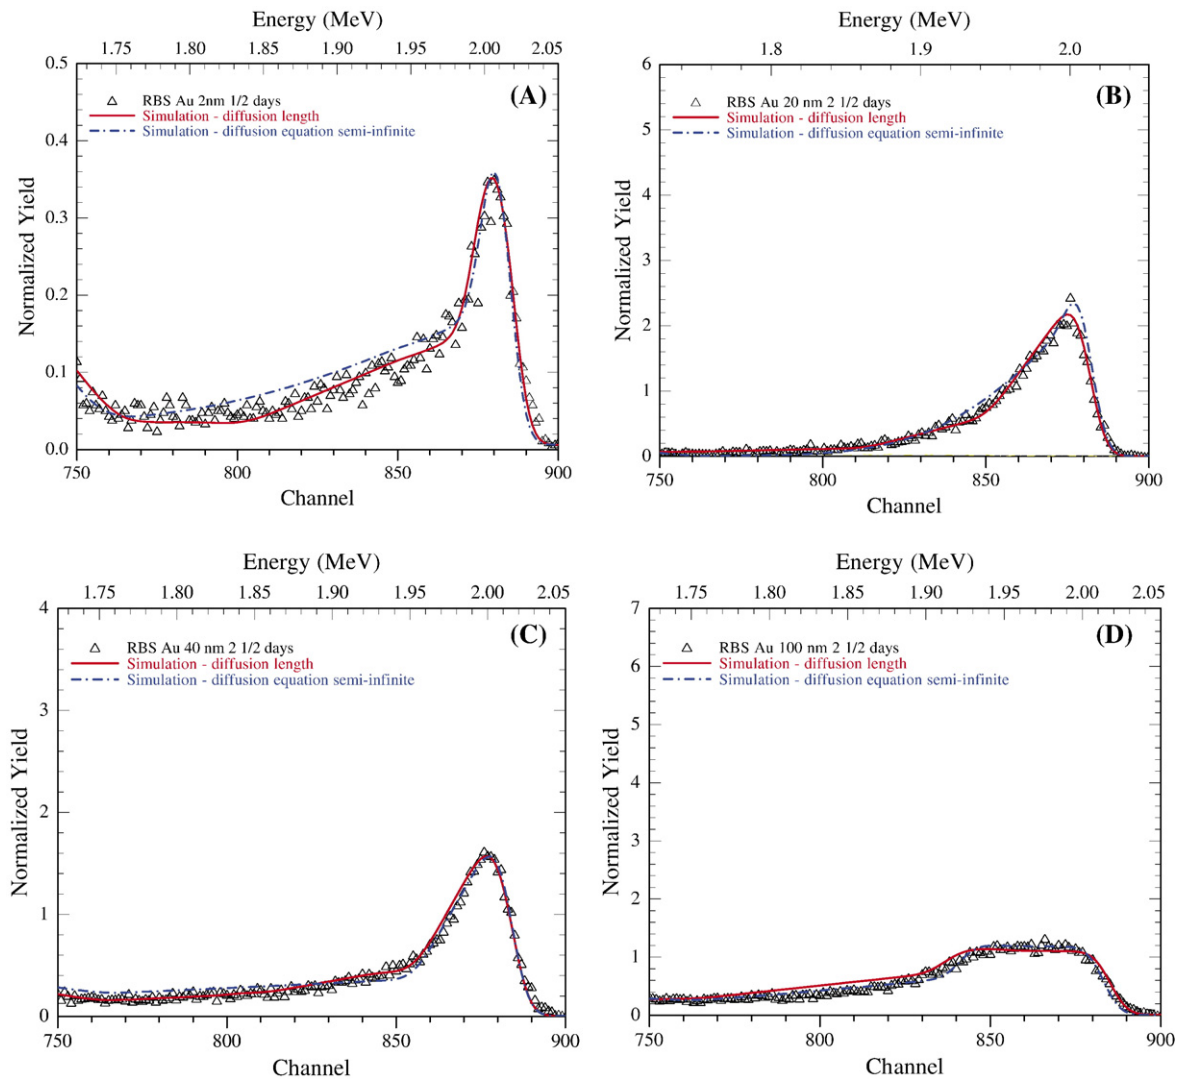 Energy (MeV)
1.75 1.80 1.85 1.90 1.95 2.00 2.05
0.5
0.4
0.3
0.2
0.1
0.0
Normalized Yield
(A)
RBS Au 2nm 1/2 days
Simulation - diffusion length
Simulation - diffusion equation semi-infinite
750 800 850 900
Channel
Energy (MeV)
1.8 1.9 2.0
6
5
4
3
2
1
0
Normalized Yield
(B)
RBS Au 20 nm 2 1/2 days
Simulation - diffusion length
Simulation - diffusion equation semi-infinite
750 800 850 900
Channel
Energy (MeV)
1.75 1.80 1.85 1.90 1.95 2.00 2.05
4
3
2
1
0
Normalized Yield
(C)
RBS Au 40 nm 2 1/2 days
Simulation - diffusion length
Simulation - diffusion equation semi-infinite
750 800 850 900
Channel
Energy (MeV)
1.75 1.80 1.85 1.90 1.95 2.00 2.05
7
6
5
4
3
2
1
0
Normalized Yield
(D)
RBS Au 100 nm 2 1/2 days
Simulation - diffusion length
Simulation - diffusion equation semi-infinite
750 800 850 900
Channel